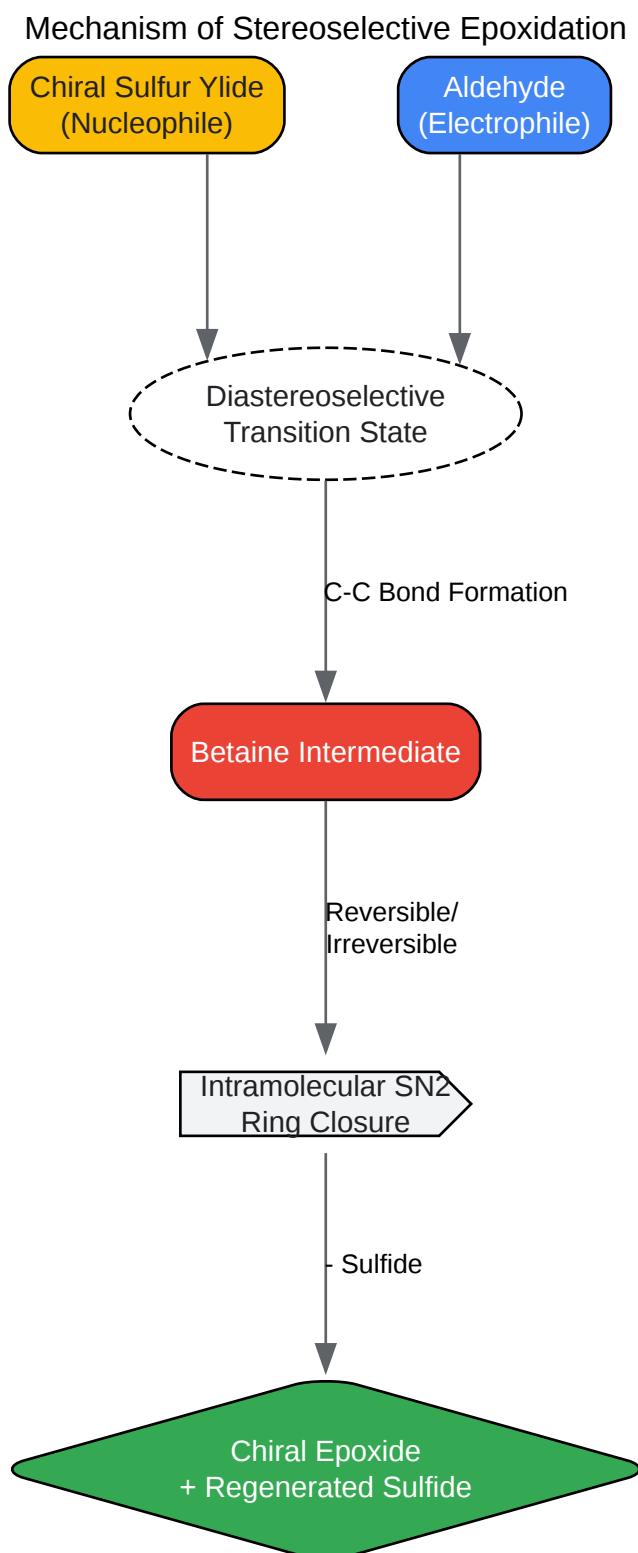 Mechanism of Stereoselective Epoxidation
Chiral Sulfur Ylide
(Nucleophile)
Aldehyde
(Electrophile)
Diastereoselective
Transition State
C-C Bond Formation
Betaine Intermediate
Reversible/
Irreversible
Intramolecular SN2
Ring Closure
- Sulfide
Chiral Epoxide
+ Regenerated Sulfide